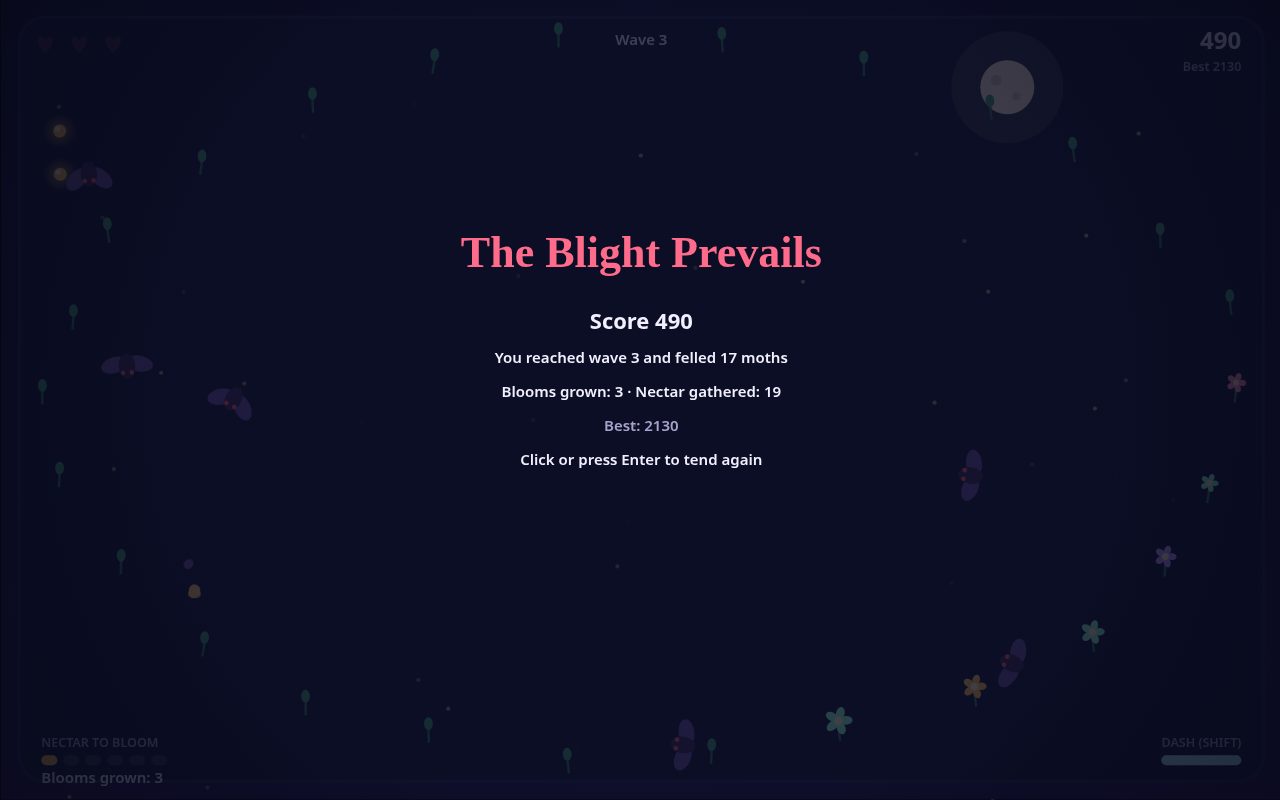 Wave 3
490
Best 2130
The Blight Prevails
Score 490
You reached wave 3 and felled 17 moths
Blooms grown: 3 · Nectar gathered: 19
Best: 2130
Click or press Enter to tend again
NECTAR TO BLOOM
Blooms grown: 3
DASH (SHIFT)